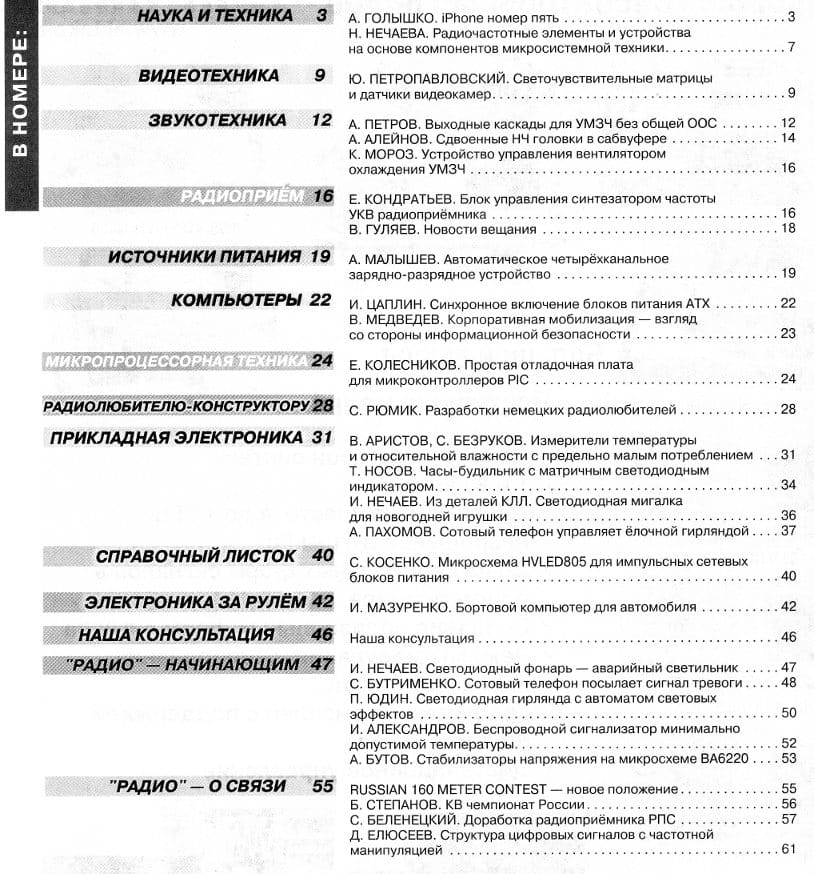 В НОМЕРЕ:
НАУКА И ТЕХНИКА 3
А. ГОЛЫШКО. iPhone номер пять . . . 3
Н. НЕЧАЕВА. Радиочастотные элементы и устройства
на основе компонентов микросистемной техники. . . 7
ВИДЕОТЕХНИКА 9
Ю. ПЕТРОПАВЛОВСКИЙ. Светочувствительные матрицы
и датчики видеокамер. . . 9
ЗВУКОТЕХНИКА 12
А. ПЕТРОВ. Выходные каскады для УМЗЧ без общей ООС . . . 12
А. АЛЕЙНОВ. Сдвоенные НЧ головки в сабвуфере . . . 14
К. МОРОЗ. Устройство управления вентилятором
охлаждения УМЗЧ . . . 16
РАДИОПРИЁМ 16
Е. КОНДРАТЬЕВ. Блок управления синтезатором частоты
УКВ радиоприёмника . . . 16
В. ГУЛЯЕВ. Новости вещания . . . 18
ИСТОЧНИКИ ПИТАНИЯ 19
А. МАЛЫШЕВ. Автоматическое четырёхканальное
зарядно-разрядное устройство . . . 19
КОМПЬЮТЕРЫ 22
И. ЦАПЛИН. Синхронное включение блоков питания ATX . . . 22
В. МЕДВЕДЕВ. Корпоративная мобилизация — взгляд
со стороны информационной безопасности . . . 23
МИКРОПРОЦЕССОРНАЯ ТЕХНИКА 24
Е. КОЛЕСНИКОВ. Простая отладочная плата
для микроконтроллеров PIC . . . 24
РАДИОЛЮБИТЕЛЮ-КОНСТРУКТОРУ 28
С. РЮМИК. Разработки немецких радиолюбителей . . . 28
ПРИКЛАДНАЯ ЭЛЕКТРОНИКА 31
В. АРИСТОВ, С. БЕЗРУКОВ. Измерители температуры
и относительной влажности с предельно малым потреблением . . . 31
Т. НОСОВ. Часы-будильник с матричным светодиодным
индикатором. . . 34
И. НЕЧАЕВ. Из деталей КЛЛ. Светодиодная мигалка
для новогодней игрушки . . . 36
А. ПАХОМОВ. Сотовый телефон управляет ёлочной гирляндой . . . 37
СПРАВОЧНЫЙ ЛИСТОК 40
С. КОСЕНКО. Микросхема HVLED805 для импульсных сетевых
блоков питания . . . 40
ЭЛЕКТРОНИКА ЗА РУЛЁМ 42
И. МАЗУРЕНКО. Бортовой компьютер для автомобиля . . . 42
НАША КОНСУЛЬТАЦИЯ 46
Наша консультация . . . 46
"РАДИО" — НАЧИНАЮЩИМ 47
И. НЕЧАЕВ. Светодиодный фонарь — аварийный светильник . . . 47
С. БУТРИМЕНКО. Сотовый телефон посылает сигнал тревоги . . . 48
П. ЮДИН. Светодиодная гирлянда с автоматом световых
эффектов . . . 50
И. АЛЕКСАНДРОВ. Беспроводной сигнализатор минимально
допустимой температуры. . . 52
А. БУТОВ. Стабилизаторы напряжения на микросхеме BA6220 . . . 53
"РАДИО" — О СВЯЗИ 55
RUSSIAN 160 METER CONTEST — новое положение . . . 55
Б. СТЕПАНОВ. КВ чемпионат России . . . 56
С. БЕЛЕНЕЦКИЙ. Доработка радиоприёмника РПС . . . 57
Д. ЕЛЮСЕЕВ. Структура цифровых сигналов с частотной
манипуляцией . . . 61